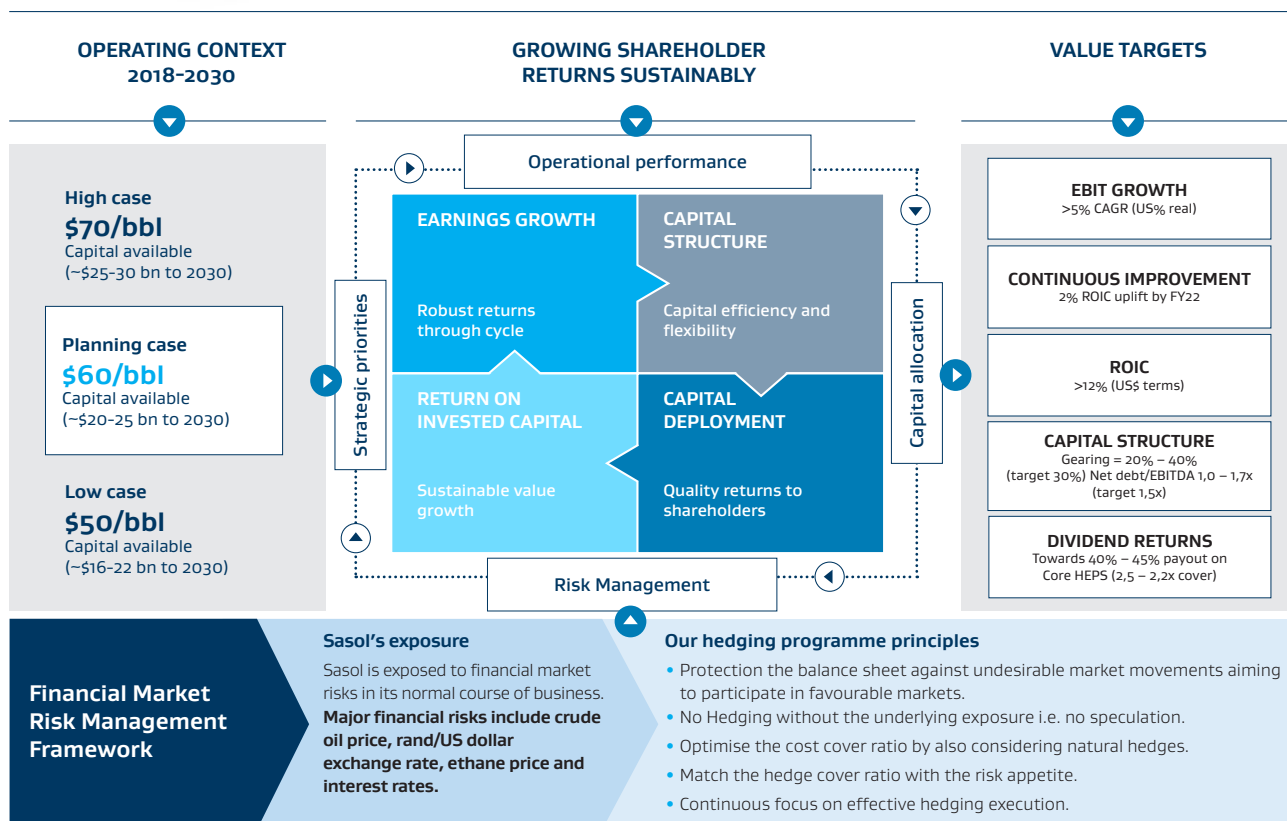 OPERATING CONTEXT
2018-2030
GROWING SHAREHOLDER
RETURNS SUSTAINABLY
VALUE TARGETS
High case
$70/bbl
Capital available
(~$25-30 bn to 2030)
Planning case
$60/bbl
Capital available
(~$20-25 bn to 2030)
Low case
$50/bbl
Capital available
(~$16-22 bn to 2030)
Strategic priorities
Operational performance
EARNINGS GROWTH
Robust returns
through cycle
CAPITAL
STRUCTURE
Capital efficiency and
flexibility
RETURN ON
INVESTED CAPITAL
Sustainable value
growth
CAPITAL
DEPLOYMENT
Quality returns to
shareholders
Capital allocation
Risk Management
EBIT GROWTH
>5% CAGR (US% real)
CONTINUOUS IMPROVEMENT
2% ROIC uplift by FY22
ROIC
>12% (US$ terms)
CAPITAL STRUCTURE
Gearing = 20% – 40%
(target 30%) Net debt/EBITDA 1,0 – 1,7x
(target 1,5x)
DIVIDEND RETURNS
Towards 40% – 45% payout on
Core HEPS (2,5 – 2,2x cover)
Financial Market
Risk Management
Framework
Sasol's exposure
Sasol is exposed to financial market
risks in its normal course of business.
Major financial risks include crude
oil price, rand/US dollar
exchange rate, ethane price and
interest rates.
Our hedging programme principles
• Protection the balance sheet against undesirable market movements aiming
to participate in favourable markets.
• No Hedging without the underlying exposure i.e. no speculation.
• Optimise the cost cover ratio by also considering natural hedges.
• Match the hedge cover ratio with the risk appetite.
• Continuous focus on effective hedging execution.